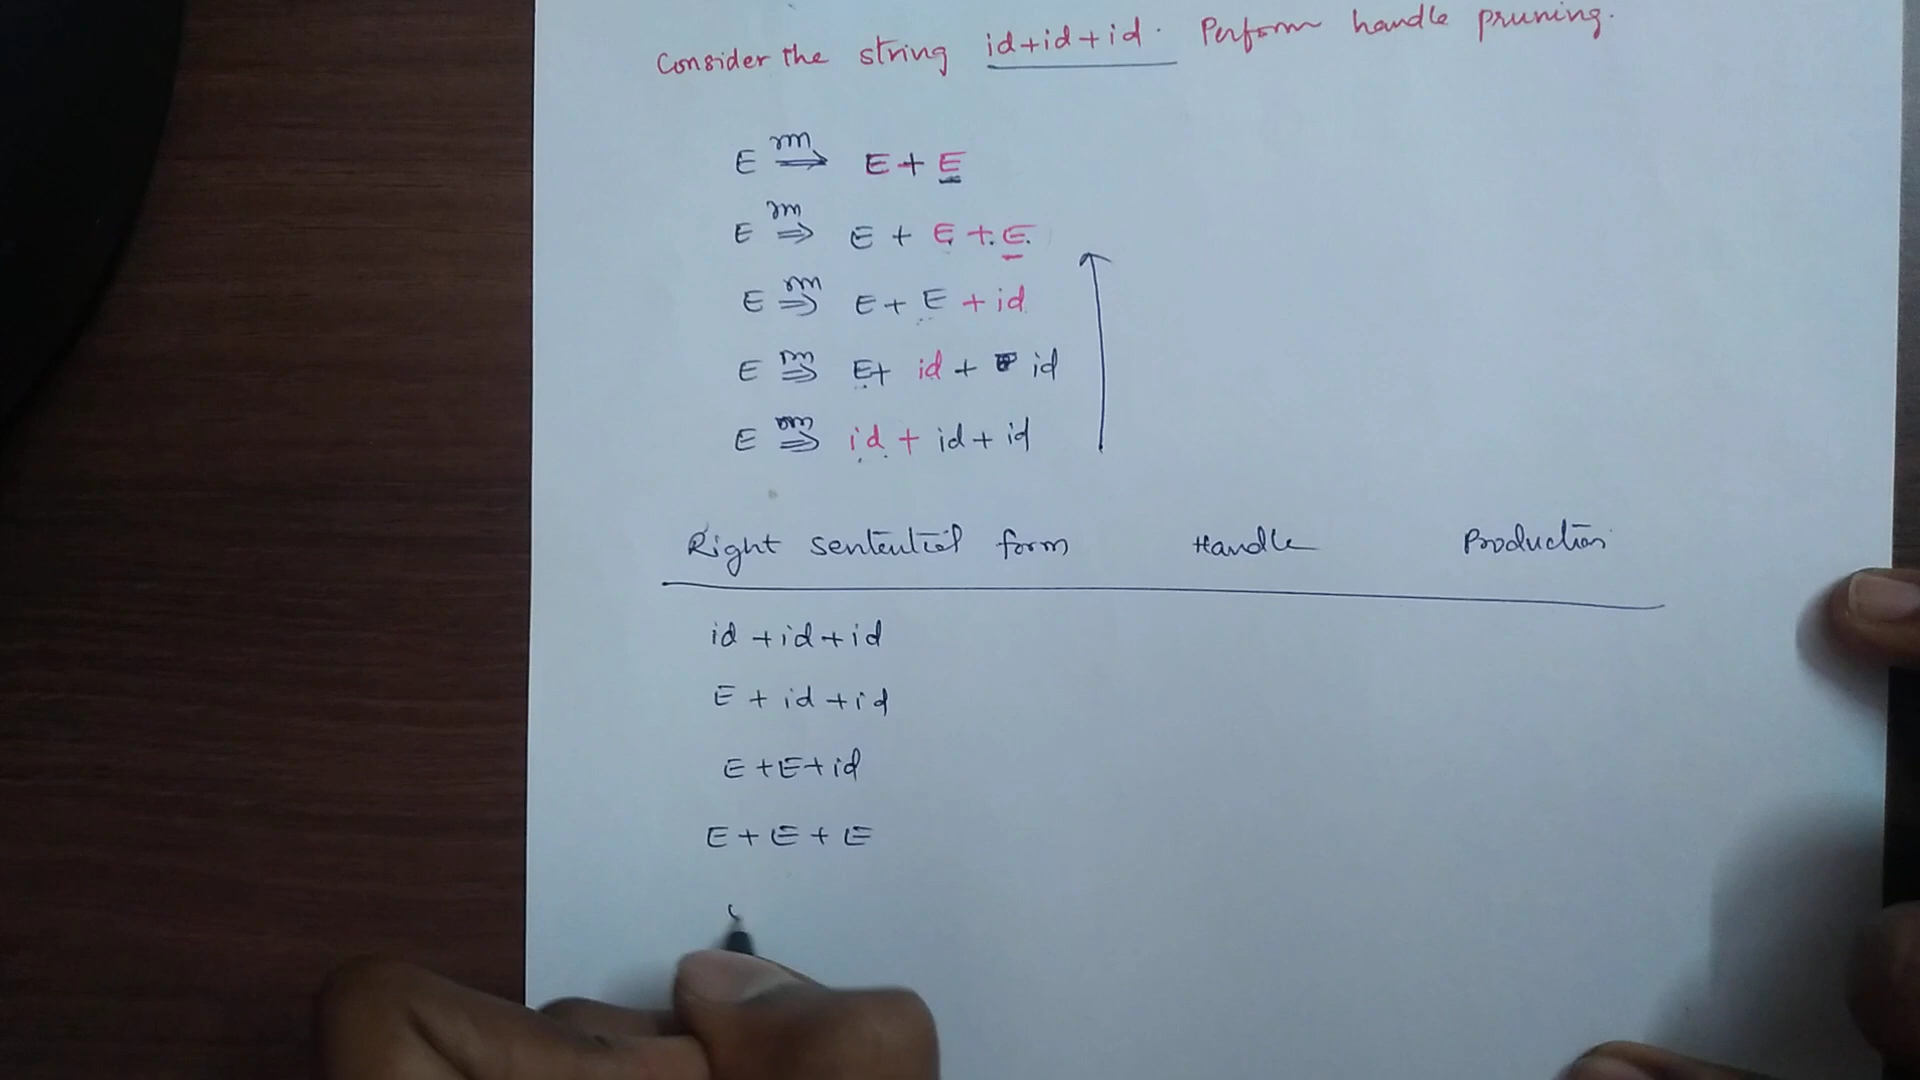 Consider the string id+id+id. Perform handle pruning.
E rm⇒ E + E
E rm⇒ E + E + E
E rm⇒ E + E + id
E rm⇒ E + id + id
E rm⇒ id + id + id
Right sentential form Handle Production
id + id + id
E + id + id
E + E + id
E + E + E